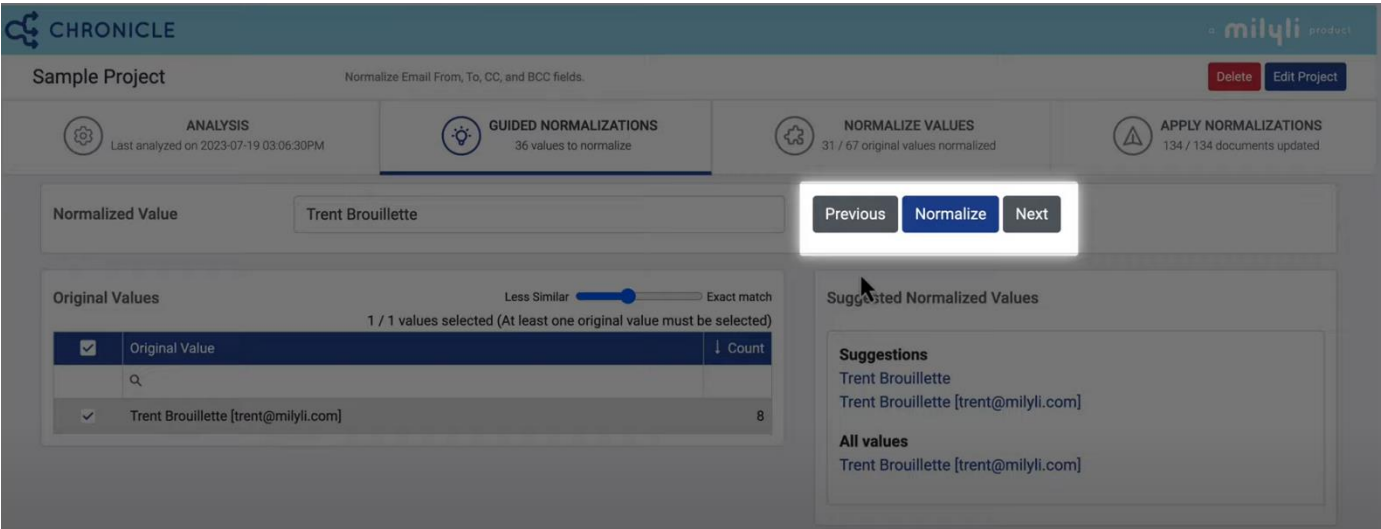 CHRONICLE
a milyli product
Sample Project
Normalize Email From, To, CC, and BCC fields.
Delete
Edit Project
ANALYSIS
Last analyzed on 2023-07-19 03:06:30PM
GUIDED NORMALIZATIONS
36 values to normalize
NORMALIZE VALUES
31 / 67 original values normalized
APPLY NORMALIZATIONS
134 / 134 documents updated
Normalized Value
Trent Brouillette
Previous
Normalize
Next
Original Values
Less Similar
Exact match
1 / 1 values selected (At least one original value must be selected)
Original Value
↓ Count
Trent Brouillette [trent@milyli.com]
8
Suggested Normalized Values
Suggestions
Trent Brouillette
Trent Brouillette [trent@milyli.com]
All values
Trent Brouillette [trent@milyli.com]